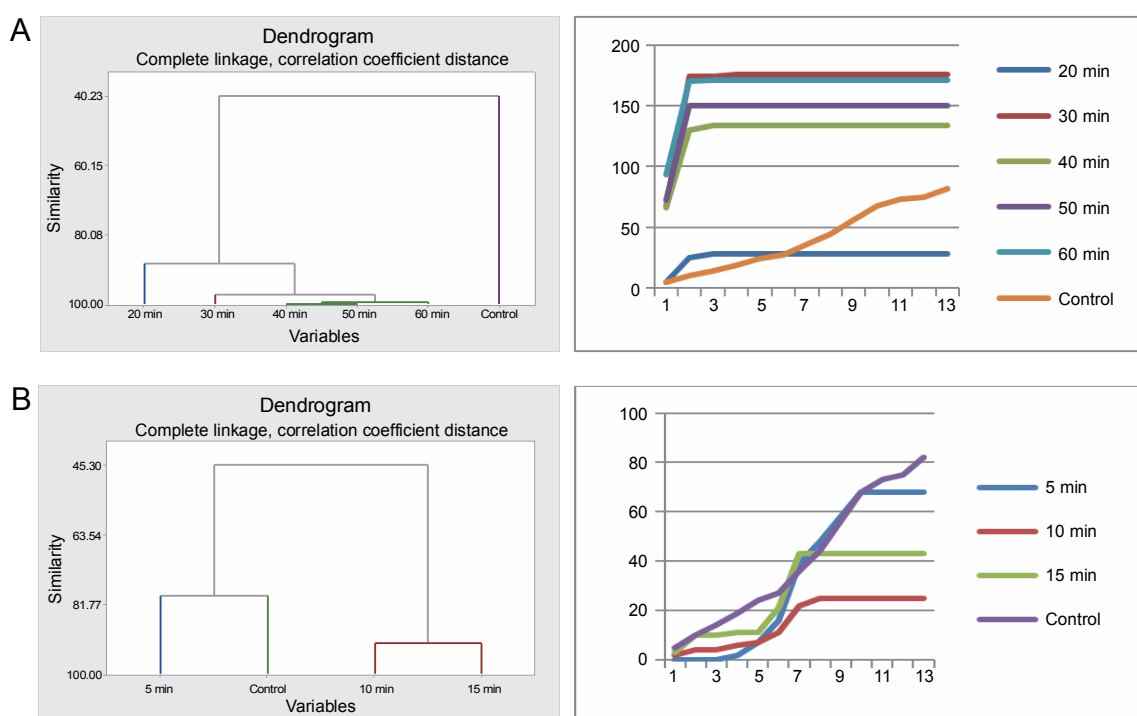 A
Dendrogram
Complete linkage, correlation coefficient distance
Similarity
40.23
60.15
80.08
100.00
20 min 30 min 40 min 50 min 60 min Control
Variables
200
150
100
50
0
1 3 5 7 9 11 13
20 min
30 min
40 min
50 min
60 min
Control
B
Dendrogram
Complete linkage, correlation coefficient distance
Similarity
45.30
63.54
81.77
100.00
5 min Control 10 min 15 min
Variables
100
80
60
40
20
0
1 3 5 7 9 11 13
5 min
10 min
15 min
Control